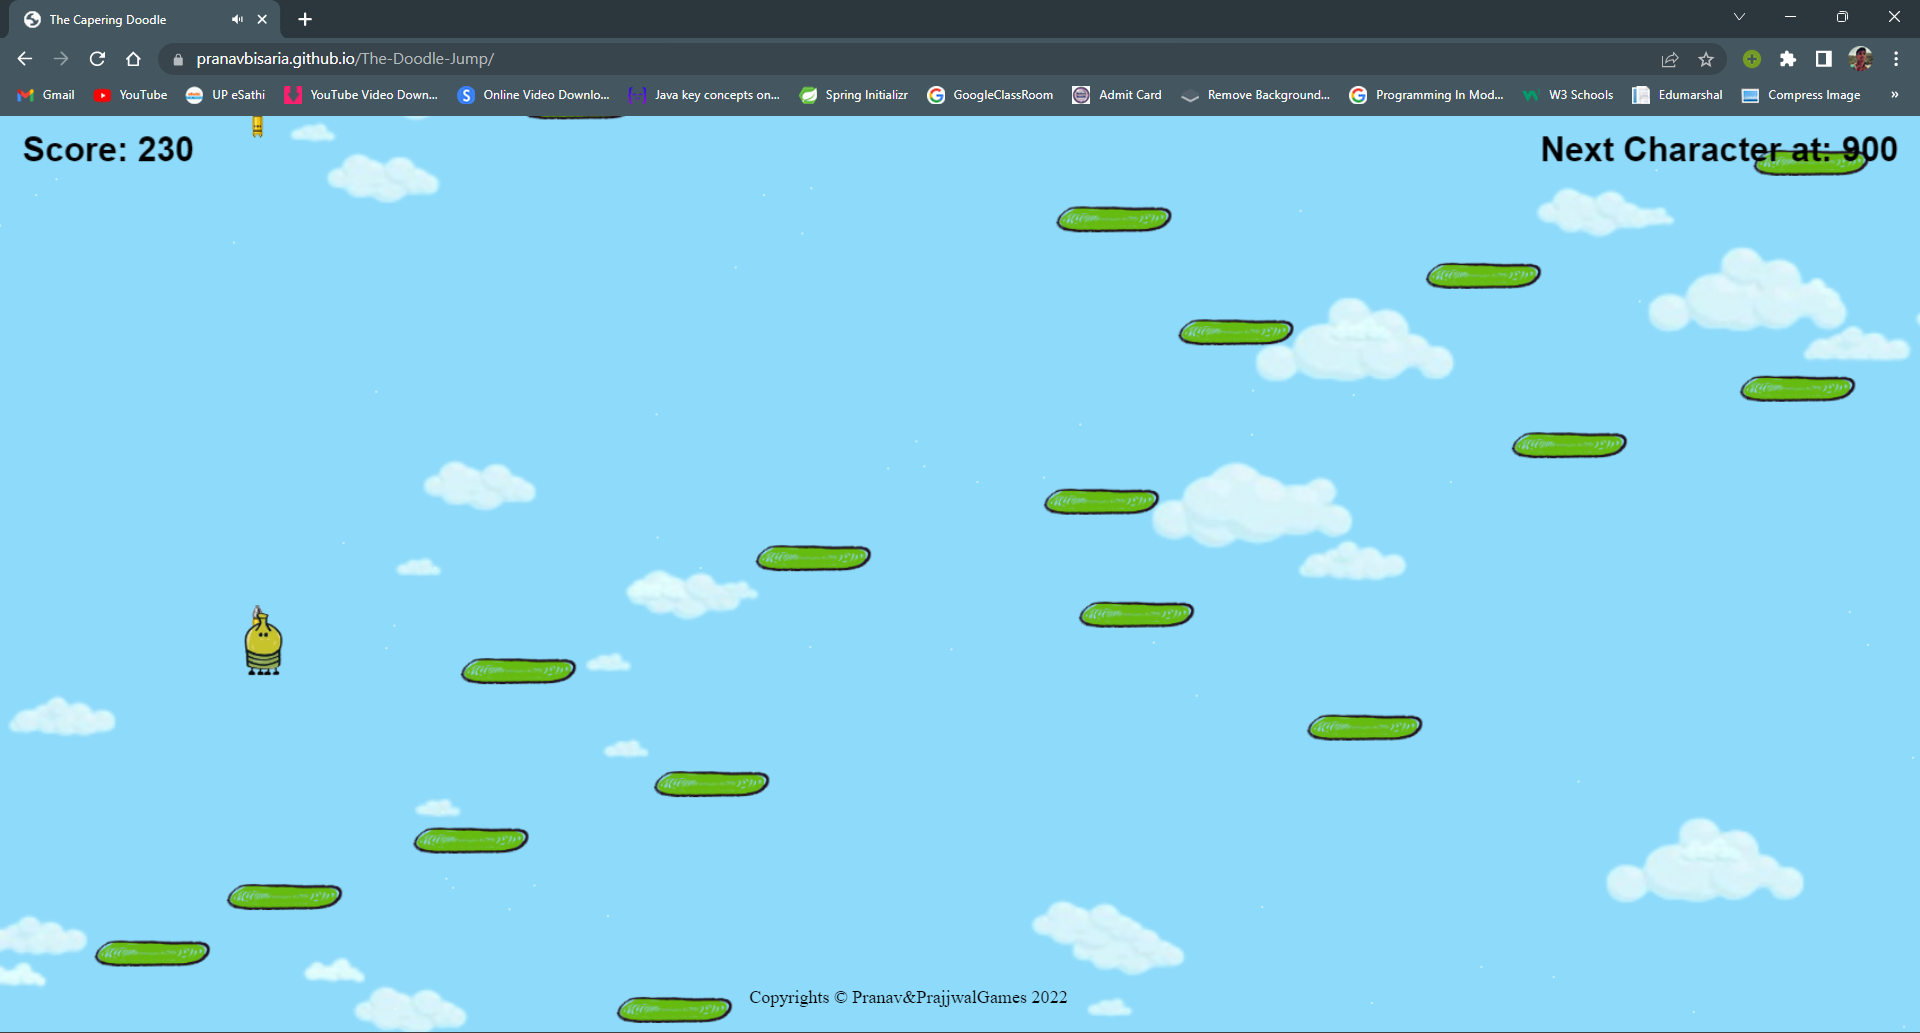 The Capering Doodle
pranavbisaria.github.io/The-Doodle-Jump/
Gmail YouTube UP eSathi YouTube Video Down... Online Video Downlo... Java key concepts on... Spring Initializr GoogleClassRoom Admit Card Remove Background... Programming In Mod... W3 Schools Edumarshal Compress Image »
Score: 230 Next Character at: 900
Copyrights © Pranav&PrajjwalGames 2022